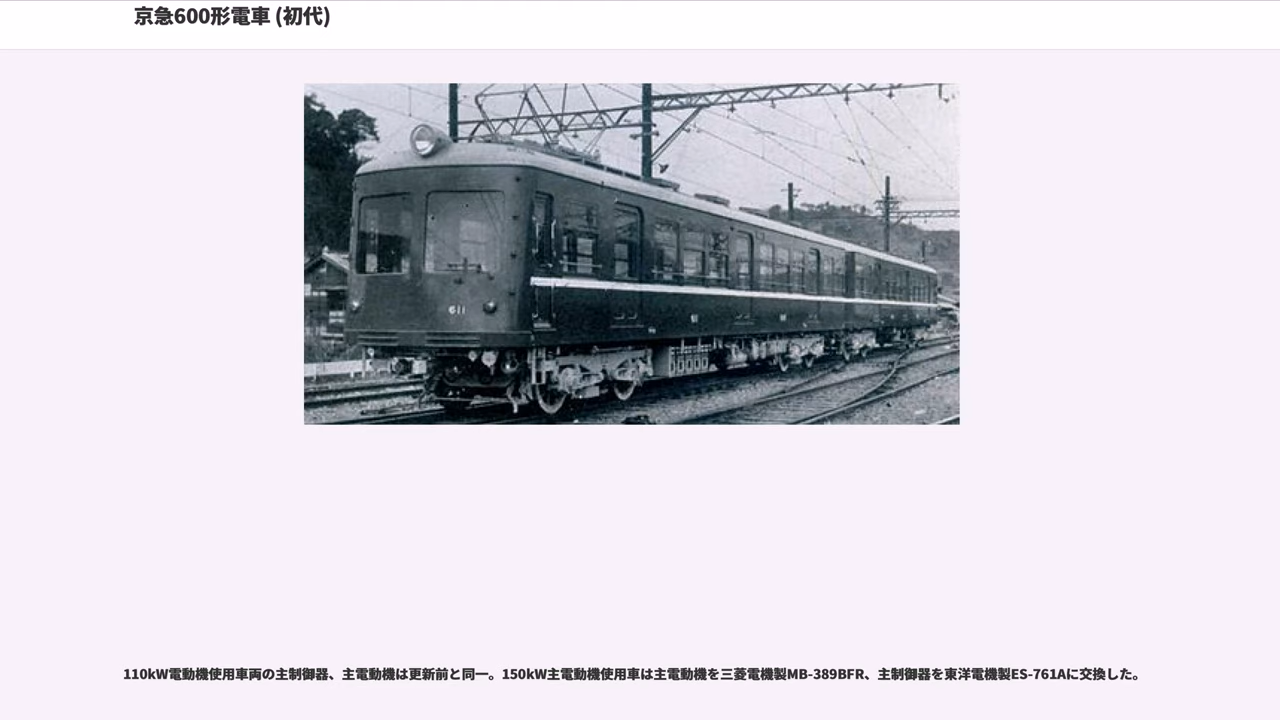 京急600形電車 (初代)
611
110kW電動機使用車両の主制御器、主電動機は更新前と同一。150kW主電動機使用車は主電動機を三菱電機製MB-389BFR、主制御器を東洋電機製ES-761Aに交換した。